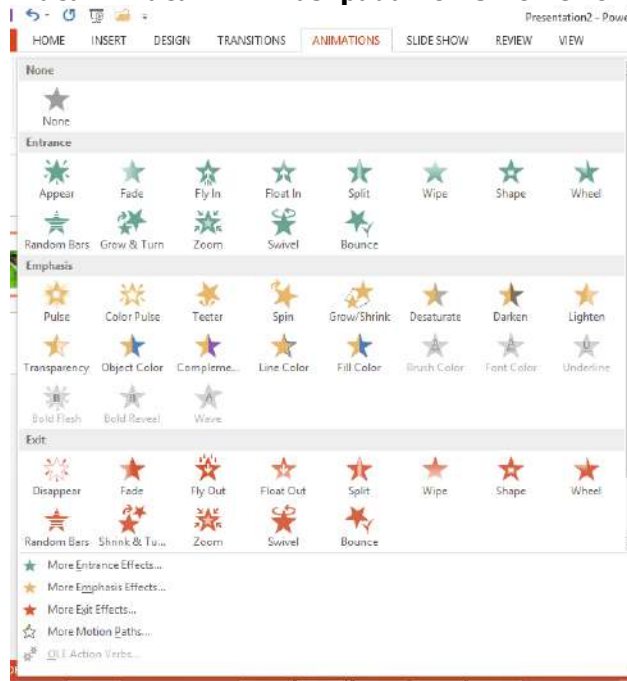 Presentation2 - Powe
HOME INSERT DESIGN TRANSITIONS ANIMATIONS SLIDE SHOW REVIEW VIEW
None
None
Entrance
Appear Fade Fly In Float In Split Wipe Shape Wheel
Random Bars Grow & Turn Zoom Swivel Bounce
Emphasis
Pulse Color Pulse Teeter Spin Grow/Shrink Desaturate Darken Lighten
Transparency Object Color Compleme... Line Color Fill Color Brush Color Font Color Underline
Bold Flash Bold Reveal Wave
Exit
Disappear Fade Fly Out Float Out Split Wipe Shape Wheel
Random Bars Shrink & Tu... Zoom Swivel Bounce
More Entrance Effects...
More Emphasis Effects...
More Exit Effects...
More Motion Paths...
OLE Action Verbs...